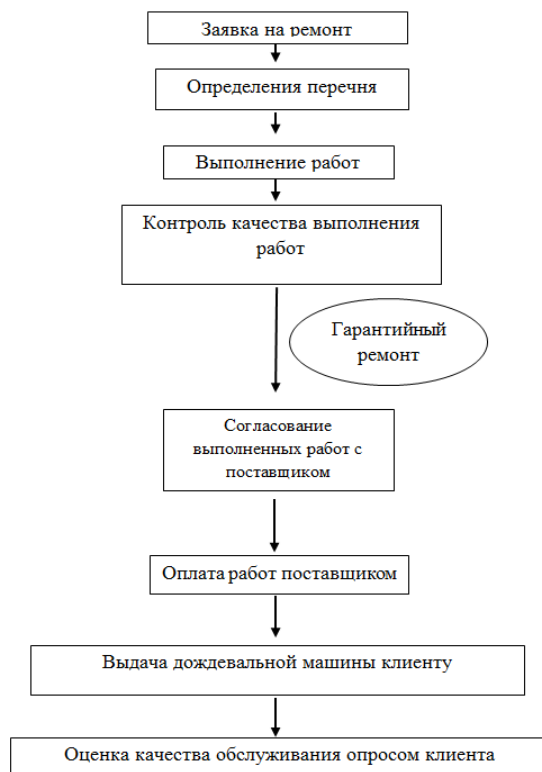 Заявка на ремонт
Определения перечня
Выполнение работ
Контроль качества выполнения
работ
Гарантийный
ремонт
Согласование
выполненных работ с
поставщиком
Оплата работ поставщиком
Выдача дождевальной машины клиенту
Оценка качества обслуживания опросом клиента